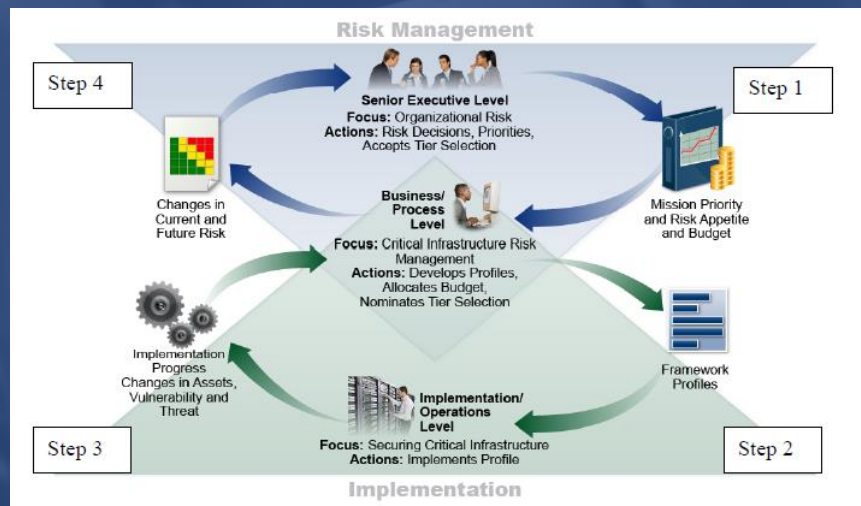 Risk Management
Step 4
Step 1
Senior Executive Level
Focus: Organizational Risk
Actions: Risk Decisions, Priorities,
Accepts Tier Selection
Changes in
Current and
Future Risk
Mission Priority
and Risk Appetite
and Budget
Business/
Process
Level
Focus: Critical Infrastructure Risk
Management
Actions: Develops Profiles,
Allocates Budget,
Nominates Tier Selection
Implementation
Progress
Changes in Assets,
Vulnerability and
Threat
Framework
Profiles
Implementation/
Operations
Level
Focus: Securing Critical Infrastructure
Actions: Implements Profile
Step 3
Step 2
Implementation